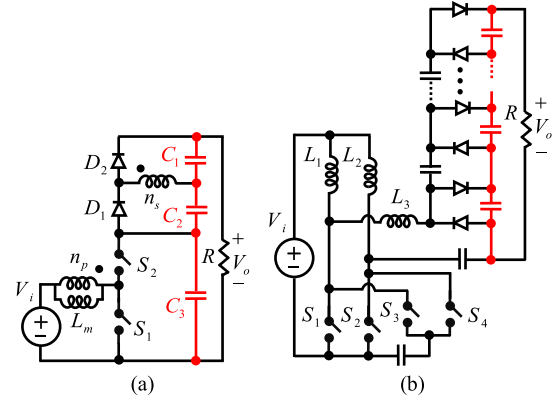 D₂
C₁
nₛ
D₁
C₂
R
+
Vₒ
−
nₚ
S₂
Vᵢ
Lₘ
C₃
S₁
+
−
(a)
R
+
Vₒ
−
L₁
L₂
L₃
Vᵢ
+
−
S₁
S₂
S₃
S₄
(b)